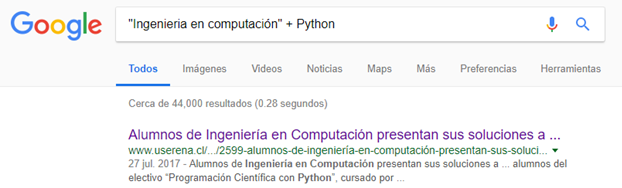 Google "Ingenieria en computación" + Python
Todos Imágenes Videos Noticias Maps Más Preferencias Herramientas
Cerca de 44,000 resultados (0.28 segundos)
Alumnos de Ingeniería en Computación presentan sus soluciones a ...
www.userena.cl/.../2599-alumnos-de-ingeniería-en-computación-presentan-sus-soluci...
27 jul. 2017 - Alumnos de Ingenieria en Computación presentan sus soluciones a ... alumnos del
electivo “Programación Científica con Python”, cursado por ...